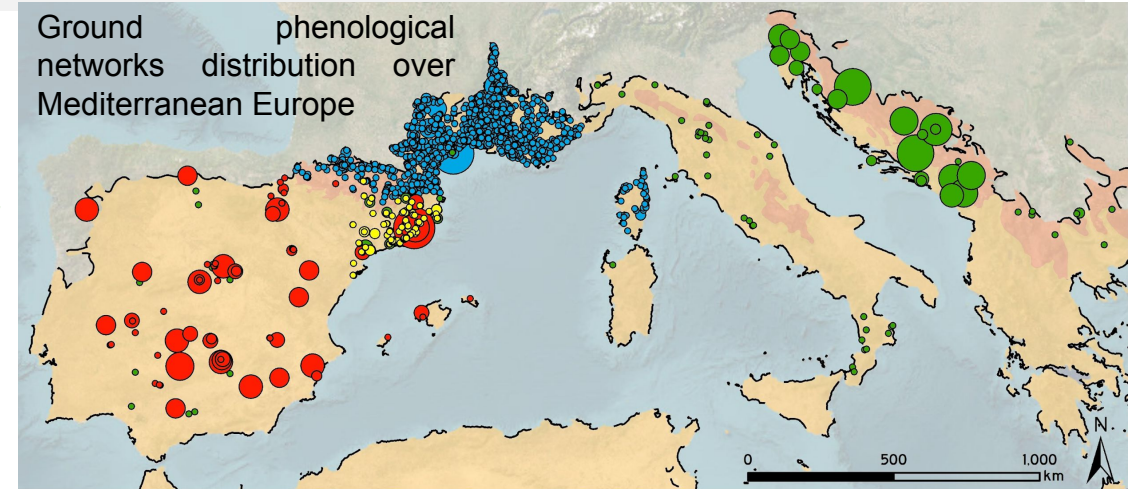 Ground phenological
networks distribution over
Mediterranean Europe
N
0 500 1.000
km